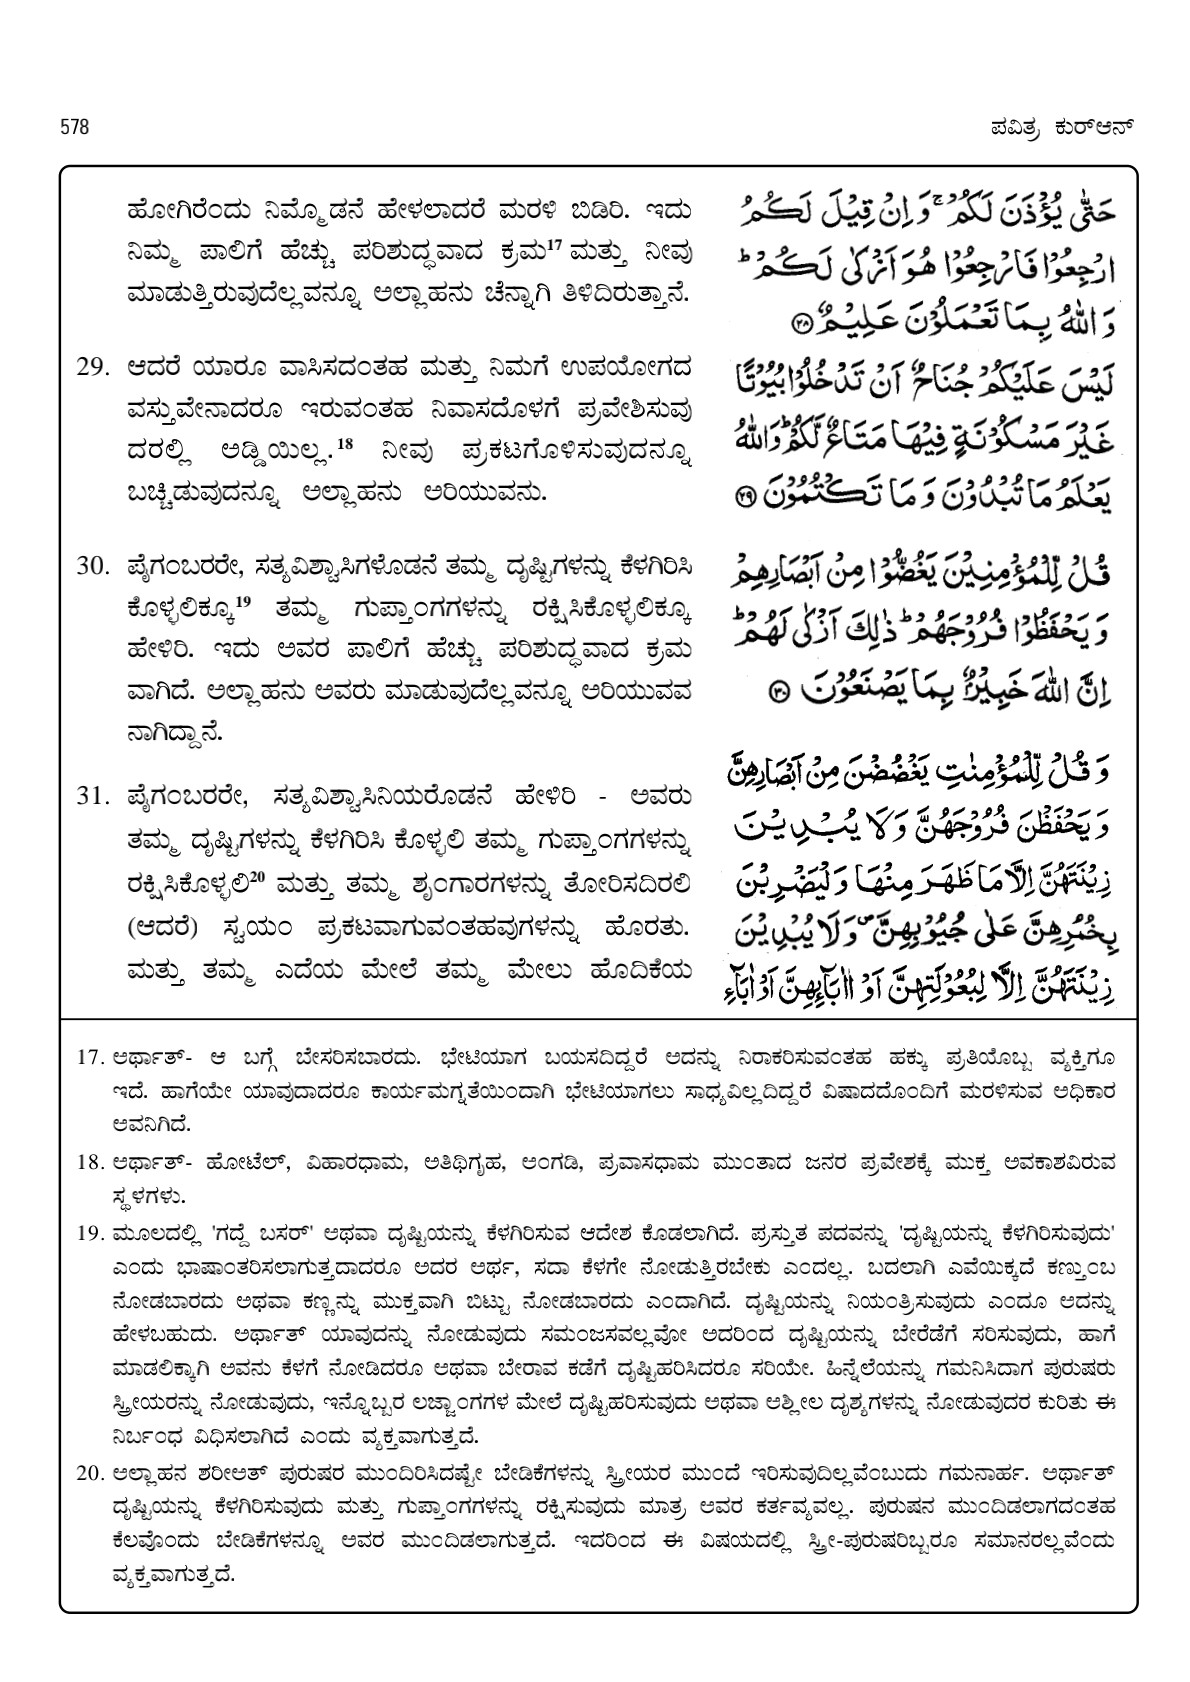 578
ಪವಿತ್ರ ಕುರ್‌ಆನ್
ಹೋಗಿರೆಂದು ನಿಮ್ಮೊಡನೆ ಹೇಳಲಾದರೆ ಮರಳಿ ಬಿಡಿರಿ. ಇದು
ನಿಮ್ಮ ಪಾಲಿಗೆ ಹೆಚ್ಚು ಪರಿಶುದ್ಧವಾದ ಕ್ರಮ17 ಮತ್ತು ನೀವು
ಮಾಡುತ್ತಿರುವುದೆಲ್ಲವನ್ನೂ ಅಲ್ಲಾಹನು ಚೆನ್ನಾಗಿ ತಿಳಿದಿರುತ್ತಾನೆ.
29. ಆದರೆ ಯಾರೂ ವಾಸಿಸದಂತಹ ಮತ್ತು ನಿಮಗೆ ಉಪಯೋಗದ
ವಸ್ತುವೇನಾದರೂ ಇರುವಂತಹ ನಿವಾಸದೊಳಗೆ ಪ್ರವೇಶಿಸುವು
ದರಲ್ಲಿ ಅಡ್ಡಿಯಿಲ್ಲ.18 ನೀವು ಪ್ರಕಟಗೊಳಿಸುವುದನ್ನೂ
ಬಚ್ಚಿಡುವುದನ್ನೂ ಅಲ್ಲಾಹನು ಅರಿಯುವನು.
30. ಪೈಗಂಬರರೇ, ಸತ್ಯವಿಶ್ವಾಸಿಗಳೊಡನೆ ತಮ್ಮ ದೃಷ್ಟಿಗಳನ್ನು ಕೆಳಗಿರಿಸಿ
ಕೊಳ್ಳಲಿಕ್ಕೂ19 ತಮ್ಮ ಗುಪ್ತಾಂಗಗಳನ್ನು ರಕ್ಷಿಸಿಕೊಳ್ಳಲಿಕ್ಕೂ
ಹೇಳಿರಿ. ಇದು ಅವರ ಪಾಲಿಗೆ ಹೆಚ್ಚು ಪರಿಶುದ್ಧವಾದ ಕ್ರಮ
ವಾಗಿದೆ. ಅಲ್ಲಾಹನು ಅವರು ಮಾಡುವುದೆಲ್ಲವನ್ನೂ ಅರಿಯುವವ
ನಾಗಿದ್ದಾನೆ.
31. ಪೈಗಂಬರರೇ, ಸತ್ಯವಿಶ್ವಾಸಿನಿಯರೊಡನೆ ಹೇಳಿರಿ - ಅವರು
ತಮ್ಮ ದೃಷ್ಟಿಗಳನ್ನು ಕೆಳಗಿರಿಸಿ ಕೊಳ್ಳಲಿ ತಮ್ಮ ಗುಪ್ತಾಂಗಗಳನ್ನು
ರಕ್ಷಿಸಿಕೊಳ್ಳಲಿ20 ಮತ್ತು ತಮ್ಮ ಶೃಂಗಾರಗಳನ್ನು ತೋರಿಸದಿರಲಿ
(ಆದರೆ) ಸ್ವಯಂ ಪ್ರಕಟವಾಗುವಂತಹವುಗಳನ್ನು ಹೊರತು.
ಮತ್ತು ತಮ್ಮ ಎದೆಯ ಮೇಲೆ ತಮ್ಮ ಮೇಲು ಹೊದಿಕೆಯ
حَتّٰى يُؤْذَنَ لَكُمْ ۚ وَاِنْ قِيْلَ لَكُمُ
ارْجِعُوْا فَارْجِعُوْا هُوَ اَزْكٰى لَكُمْ ؕ
وَاللّٰهُ بِمَا تَعْمَلُوْنَ عَلِيْمٌ ۝۲۸
لَيْسَ عَلَيْكُمْ جُنَاحٌ اَنْ تَدْخُلُوْا بُيُوْتًا
غَيْرَ مَسْكُوْنَةٍ فِيْهَا مَتَاعٌ لَّكُمْ ؕ وَاللّٰهُ
يَعْلَمُ مَا تُبْدُوْنَ وَمَا تَكْتُمُوْنَ ۝۲۹
قُلْ لِّلْمُؤْمِنِيْنَ يَغُضُّوْا مِنْ اَبْصَارِهِمْ
وَيَحْفَظُوْا فُرُوْجَهُمْ ؕ ذٰلِكَ اَزْكٰى لَهُمْ ؕ
اِنَّ اللّٰهَ خَبِيْرٌۢ بِمَا يَصْنَعُوْنَ ۝۳۰
وَقُلْ لِّلْمُؤْمِنٰتِ يَغْضُضْنَ مِنْ اَبْصَارِهِنَّ
وَيَحْفَظْنَ فُرُوْجَهُنَّ وَلَا يُبْدِيْنَ
زِيْنَتَهُنَّ اِلَّا مَا ظَهَرَ مِنْهَا وَلْيَضْرِبْنَ
بِخُمُرِهِنَّ عَلٰى جُيُوْبِهِنَّ ۪ وَلَا يُبْدِيْنَ
زِيْنَتَهُنَّ اِلَّا لِبُعُوْلَتِهِنَّ اَوْ اٰبَآئِهِنَّ اَوْ اٰبَآءِ
17. ಅರ್ಥಾತ್- ಆ ಬಗ್ಗೆ ಬೇಸರಿಸಬಾರದು. ಭೇಟಿಯಾಗ ಬಯಸದಿದ್ದರೆ ಅದನ್ನು ನಿರಾಕರಿಸುವಂತಹ ಹಕ್ಕು ಪ್ರತಿಯೊಬ್ಬ ವ್ಯಕ್ತಿಗೂ
ಇದೆ. ಹಾಗೆಯೇ ಯಾವುದಾದರೂ ಕಾರ್ಯಮಗ್ನತೆಯಿಂದಾಗಿ ಭೇಟಿಯಾಗಲು ಸಾಧ್ಯವಿಲ್ಲದಿದ್ದರೆ ವಿಷಾದದೊಂದಿಗೆ ಮರಳಿಸುವ ಅಧಿಕಾರ
ಅವನಿಗಿದೆ.
18. ಅರ್ಥಾತ್- ಹೋಟೆಲ್, ವಿಹಾರಧಾಮ, ಅತಿಥಿಗೃಹ, ಅಂಗಡಿ, ಪ್ರವಾಸಧಾಮ ಮುಂತಾದ ಜನರ ಪ್ರವೇಶಕ್ಕೆ ಮುಕ್ತ ಅವಕಾಶವಿರುವ
ಸ್ಥಳಗಳು.
19. ಮೂಲದಲ್ಲಿ 'ಗದ್ದೆ ಬಸರ್' ಅಥವಾ ದೃಷ್ಟಿಯನ್ನು ಕೆಳಗಿರಿಸುವ ಆದೇಶ ಕೊಡಲಾಗಿದೆ. ಪ್ರಸ್ತುತ ಪದವನ್ನು 'ದೃಷ್ಟಿಯನ್ನು ಕೆಳಗಿರಿಸುವುದು'
ಎಂದು ಭಾಷಾಂತರಿಸಲಾಗುತ್ತದಾದರೂ ಅದರ ಅರ್ಥ, ಸದಾ ಕೆಳಗೇ ನೋಡುತ್ತಿರಬೇಕು ಎಂದಲ್ಲ. ಬದಲಾಗಿ ಎವೆಯಿಕ್ಕದೆ ಕಣ್ತುಂಬ
ನೋಡಬಾರದು ಅಥವಾ ಕಣ್ಣನ್ನು ಮುಕ್ತವಾಗಿ ಬಿಟ್ಟು ನೋಡಬಾರದು ಎಂದಾಗಿದೆ. ದೃಷ್ಟಿಯನ್ನು ನಿಯಂತ್ರಿಸುವುದು ಎಂದೂ ಅದನ್ನು
ಹೇಳಬಹುದು. ಅರ್ಥಾತ್ ಯಾವುದನ್ನು ನೋಡುವುದು ಸಮಂಜಸವಲ್ಲವೋ ಅದರಿಂದ ದೃಷ್ಟಿಯನ್ನು ಬೇರೆಡೆಗೆ ಸರಿಸುವುದು, ಹಾಗೆ
ಮಾಡಲಿಕ್ಕಾಗಿ ಅವನು ಕೆಳಗೆ ನೋಡಿದರೂ ಅಥವಾ ಬೇರಾವ ಕಡೆಗೆ ದೃಷ್ಟಿಹರಿಸಿದರೂ ಸರಿಯೇ. ಹಿನ್ನೆಲೆಯನ್ನು ಗಮನಿಸಿದಾಗ ಪುರುಷರು
ಸ್ತ್ರೀಯರನ್ನು ನೋಡುವುದು, ಇನ್ನೊಬ್ಬರ ಲಜ್ಜಾಂಗಗಳ ಮೇಲೆ ದೃಷ್ಟಿಹರಿಸುವುದು ಅಥವಾ ಅಶ್ಲೀಲ ದೃಶ್ಯಗಳನ್ನು ನೋಡುವುದರ ಕುರಿತು ಈ
ನಿರ್ಬಂಧ ವಿಧಿಸಲಾಗಿದೆ ಎಂದು ವ್ಯಕ್ತವಾಗುತ್ತದೆ.
20. ಅಲ್ಲಾಹನ ಶರೀಅತ್ ಪುರುಷರ ಮುಂದಿರಿಸಿದಷ್ಟೇ ಬೇಡಿಕೆಗಳನ್ನು ಸ್ತ್ರೀಯರ ಮುಂದೆ ಇರಿಸುವುದಿಲ್ಲವೆಂಬುದು ಗಮನಾರ್ಹ. ಅರ್ಥಾತ್
ದೃಷ್ಟಿಯನ್ನು ಕೆಳಗಿರಿಸುವುದು ಮತ್ತು ಗುಪ್ತಾಂಗಗಳನ್ನು ರಕ್ಷಿಸುವುದು ಮಾತ್ರ ಅವರ ಕರ್ತವ್ಯವಲ್ಲ. ಪುರುಷನ ಮುಂದಿಡಲಾಗದಂತಹ
ಕೆಲವೊಂದು ಬೇಡಿಕೆಗಳನ್ನೂ ಅವರ ಮುಂದಿಡಲಾಗುತ್ತದೆ. ಇದರಿಂದ ಈ ವಿಷಯದಲ್ಲಿ ಸ್ತ್ರೀ-ಪುರುಷರಿಬ್ಬರೂ ಸಮಾನರಲ್ಲವೆಂದು
ವ್ಯಕ್ತವಾಗುತ್ತದೆ.